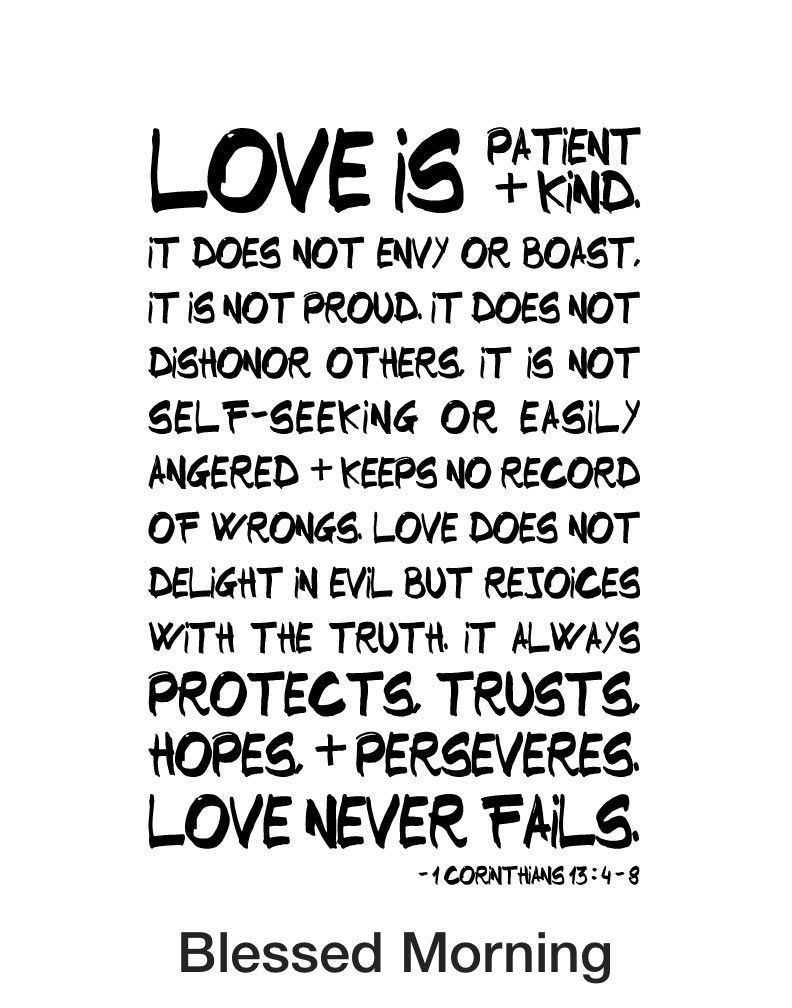 LOVE iS PATiENT
+ KiND.
iT DOES NOT ENVY OR BOAST,
iT iS NOT PROUD. iT DOES NOT
DiSHONOR OTHERS, iT iS NOT
SELF-SEEKiNG OR EASiLY
ANGERED + KEEPS NO RECORD
OF WRONGS. LOVE DOES NOT
DELiGHT iN EViL BUT REJOiCES
WiTH THE TRUTH. iT ALWAYS
PROTECTS, TRUSTS,
HOPES, + PERSEVERES.
LOVE NEVER FAiLS.
-1 CORiNTHiANS 13:4-8
Blessed Morning